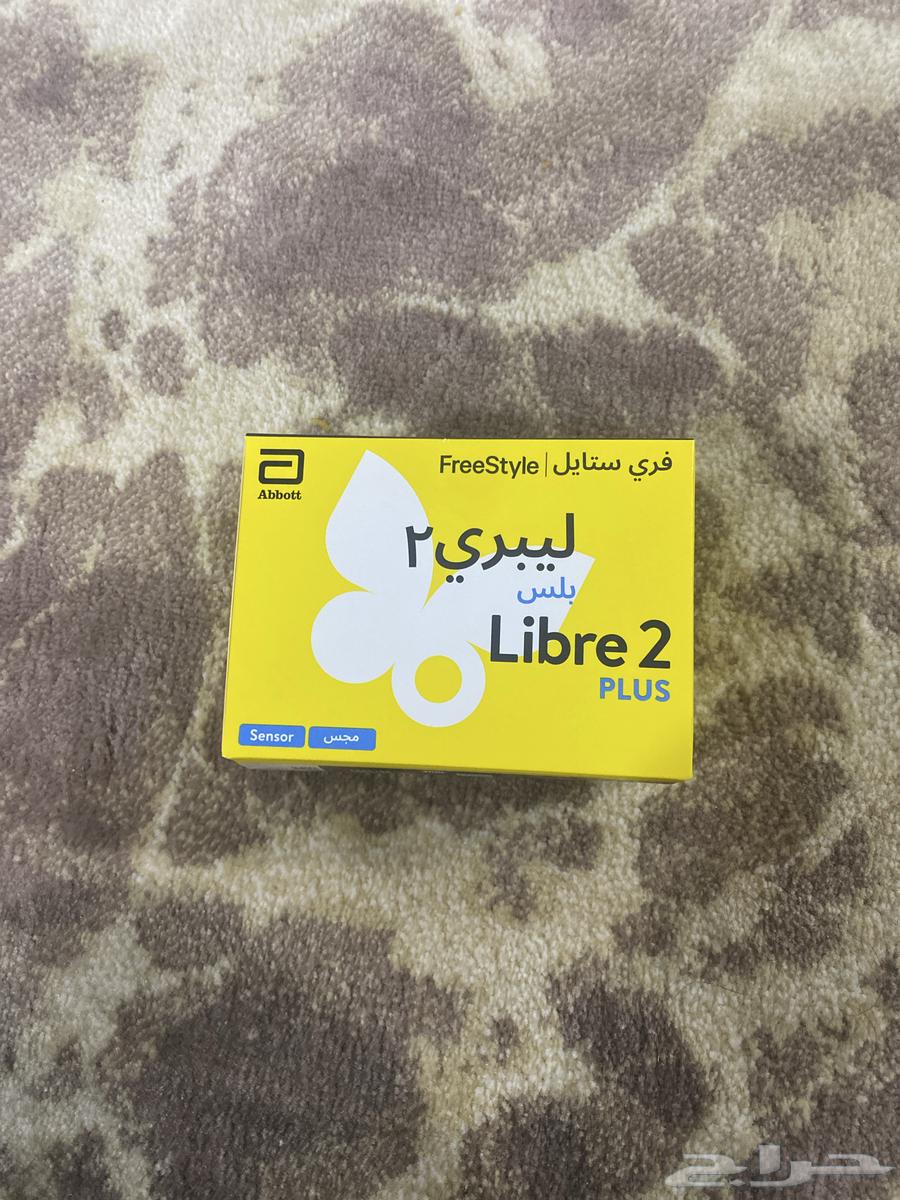 Abbott
FreeStyle | فري ستايل
ليبري٢
بلس
Libre 2
PLUS
Sensor
مجس
حراج